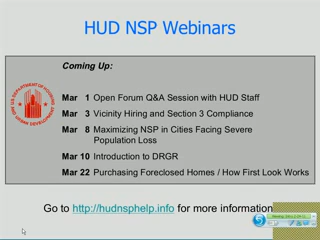 HUD NSP Webinars
Coming Up:
Mar 1 Open Forum Q&A Session with HUD Staff
Mar 3 Vicinity Hiring and Section 3 Compliance
Mar 8 Maximizing NSP in Cities Facing Severe
Population Loss
Mar 10 Introduction to DRGR
Mar 22 Purchasing Foreclosed Homes / How First Look Works
Go to http://hudnsphelp.info for more information